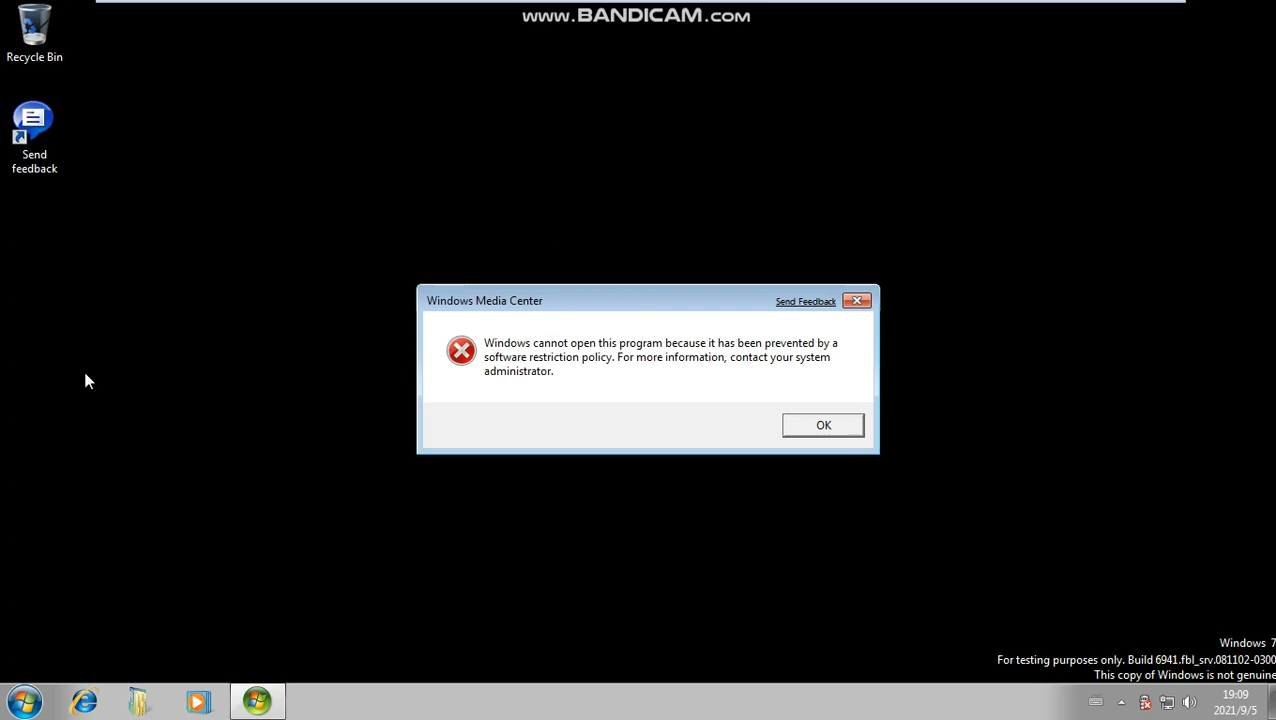 www.BANDICAM.com
Recycle Bin
Send
feedback
Windows Media Center
Send Feedback
Windows cannot open this program because it has been prevented by a
software restriction policy. For more information, contact your system
administrator.
OK
Windows 7
For testing purposes only. Build 6941.fbl_srv.081102-0300
This copy of Windows is not genuine
19:09
2021/9/5